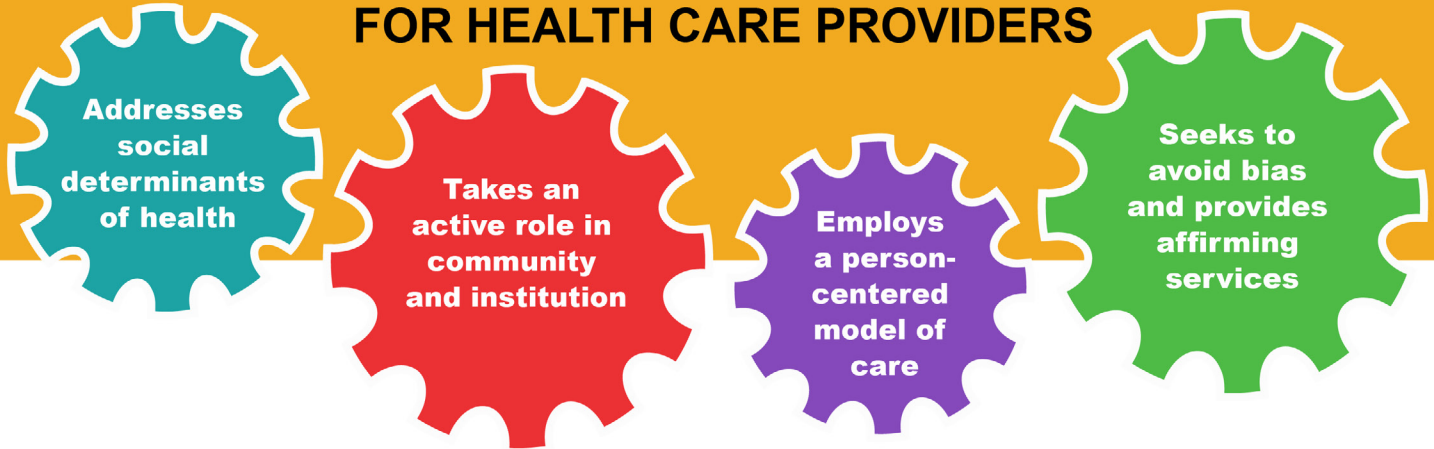 FOR HEALTH CARE PROVIDERS
Addresses
social
determinants
of health
Takes an
active role in
community
and institution
Employs
a person-
centered
model of
care
Seeks to
avoid bias
and provides
affirming
services